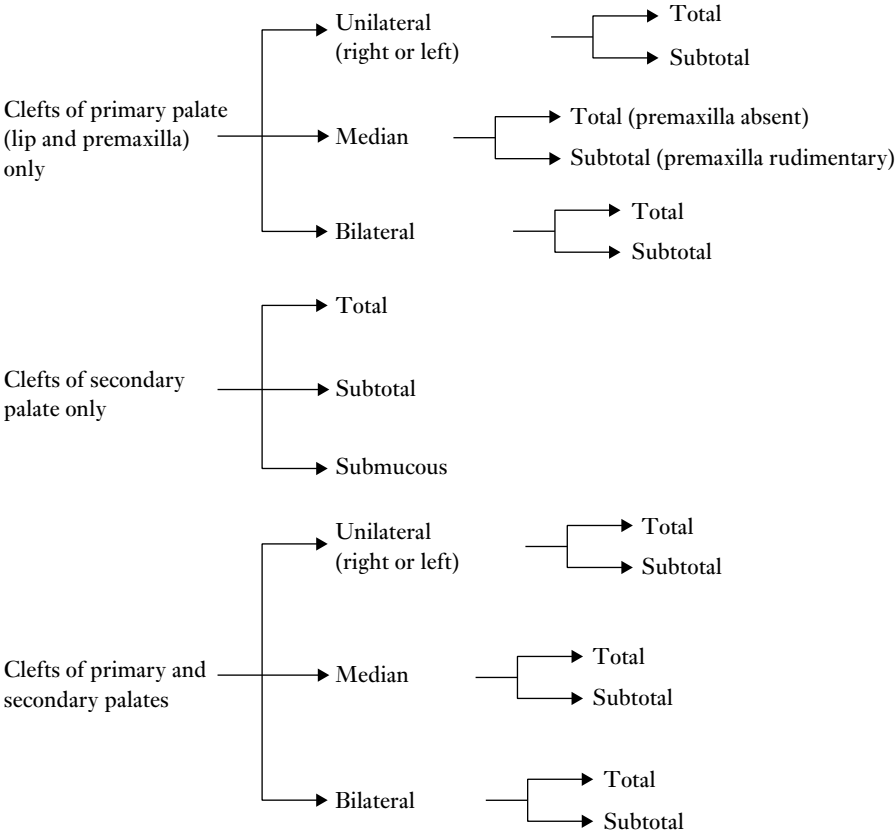 Clefts of primary palate
(lip and premaxilla)
only
Unilateral
(right or left)
Total
Subtotal
Median
Total (premaxilla absent)
Subtotal (premaxilla rudimentary)
Bilateral
Total
Subtotal
Clefts of secondary
palate only
Total
Subtotal
Submucous
Clefts of primary and
secondary palates
Unilateral
(right or left)
Total
Subtotal
Median
Total
Subtotal
Bilateral
Total
Subtotal